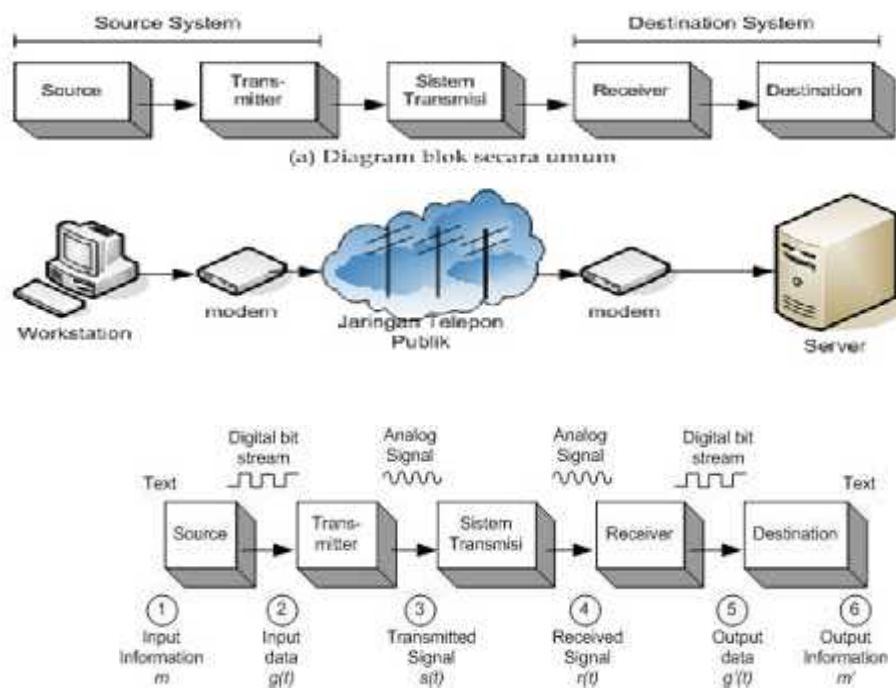 Source System
Destination System
Source
Trans-
mitter
Sistem
Transmisi
Receiver
Destination
(a) Diagram blok secara umum
Workstation
modem
Jaringan Telepon
Publik
modem
Server
Text
Digital bit
stream
Analog
Signal
Analog
Signal
Digital bit
stream
Text
Source
Trans-
mitter
Sistem
Transmisi
Receiver
Destination
1
Input
Information
m
2
Input
data
g(t)
3
Transmitted
Signal
s(t)
4
Received
Signal
r(t)
5
Output
data
g'(t)
6
Output
Information
m'